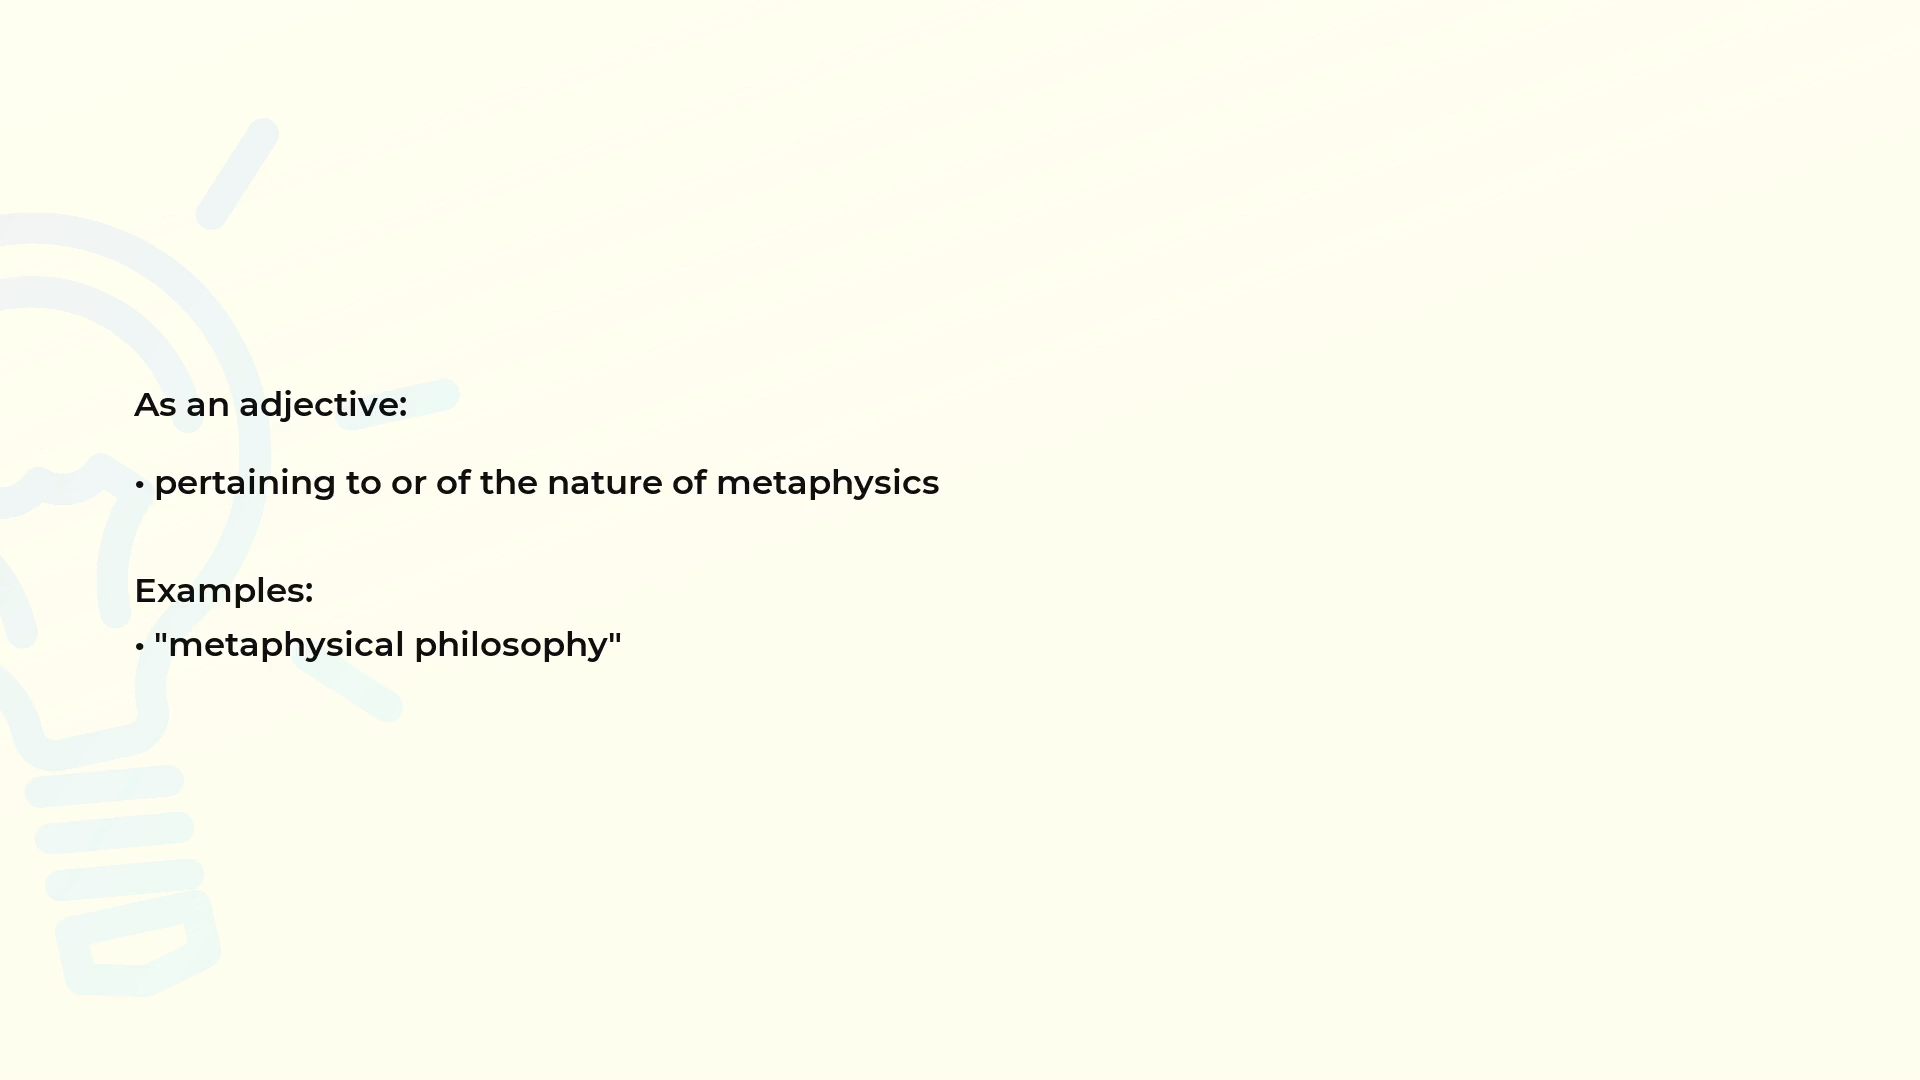 As an adjective:
• pertaining to or of the nature of metaphysics
Examples:
• "metaphysical philosophy"